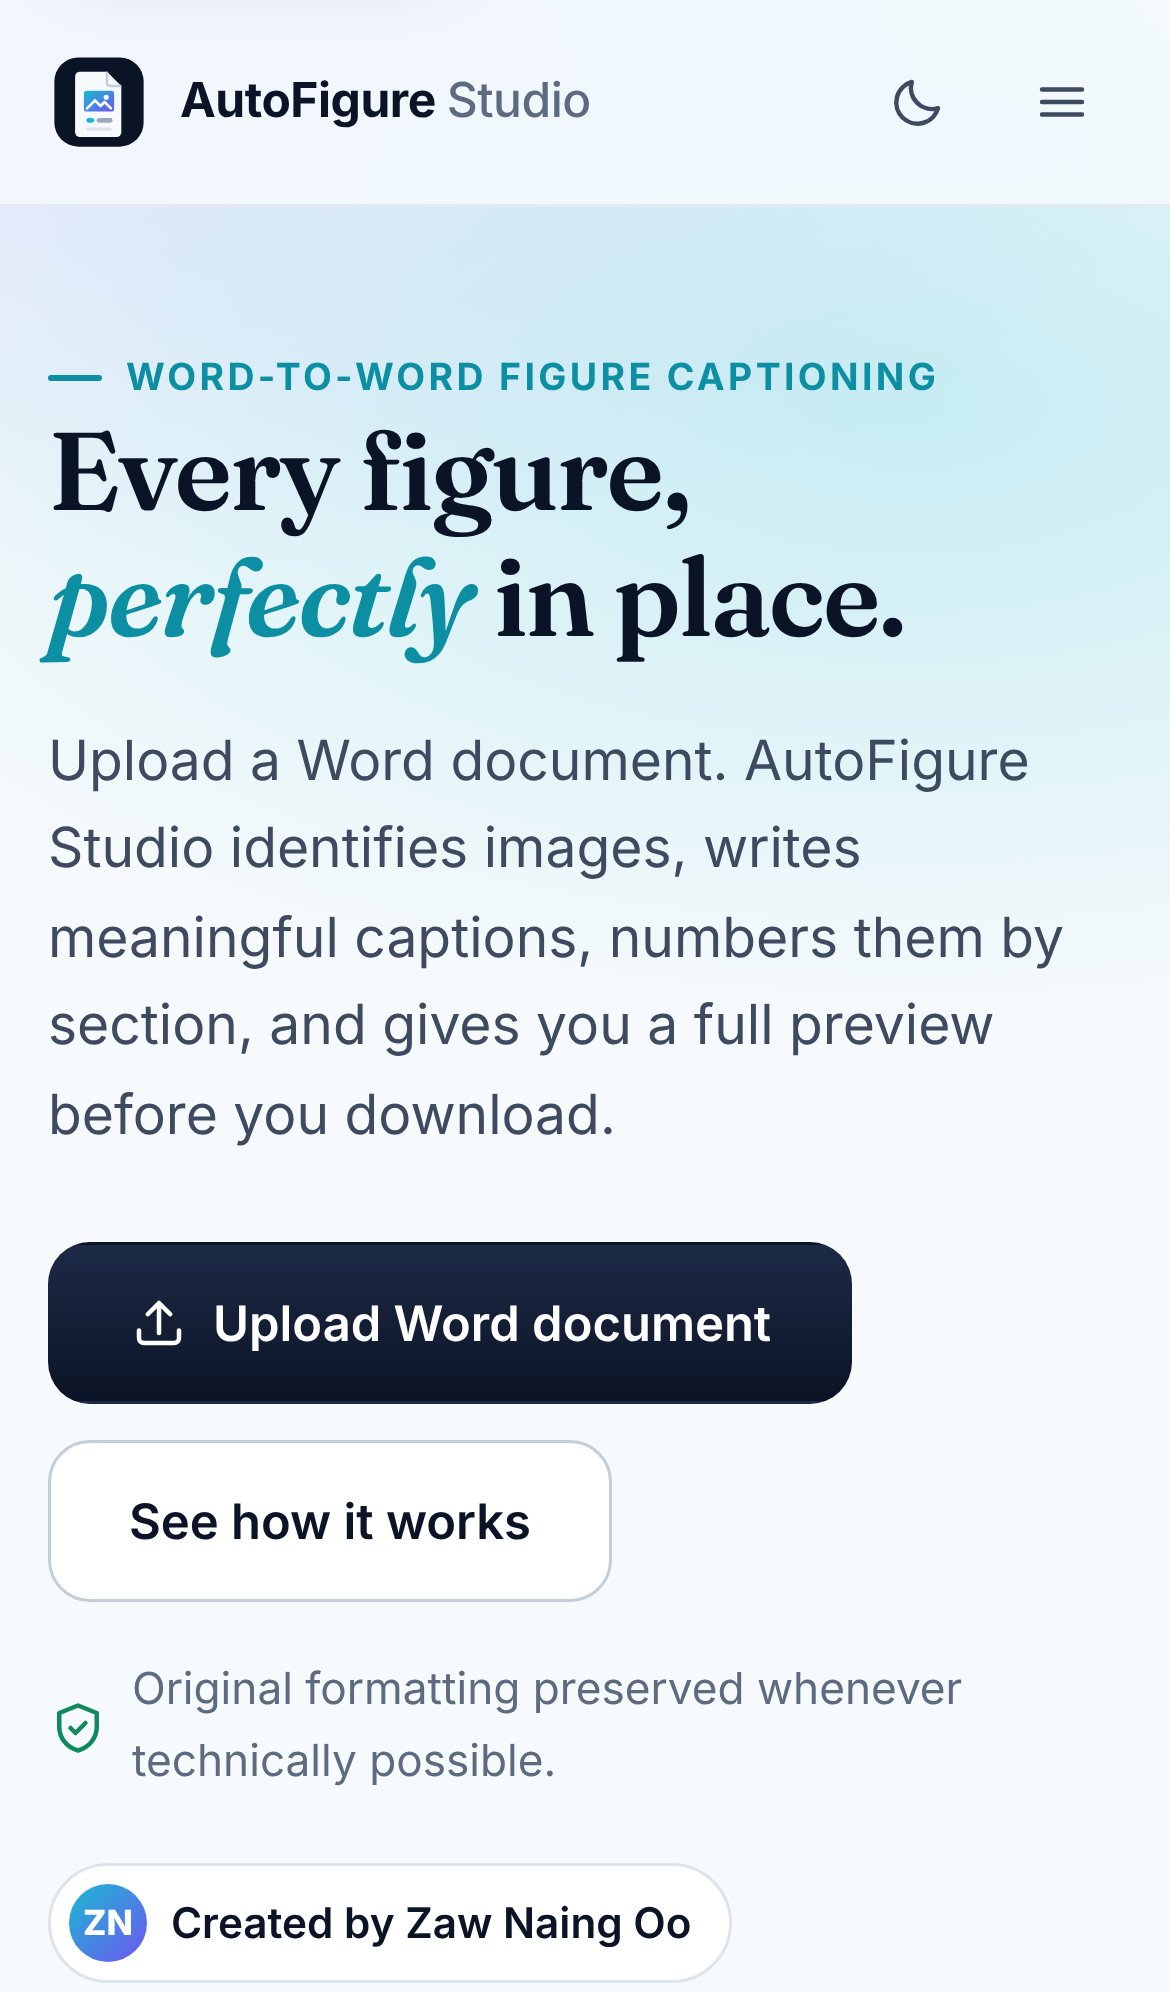 AutoFigure Studio
WORD-TO-WORD FIGURE CAPTIONING
Every figure,
perfectly in place.
Upload a Word document. AutoFigure
Studio identifies images, writes
meaningful captions, numbers them by
section, and gives you a full preview
before you download.
Upload Word document
See how it works
Original formatting preserved whenever
technically possible.
ZN Created by Zaw Naing Oo